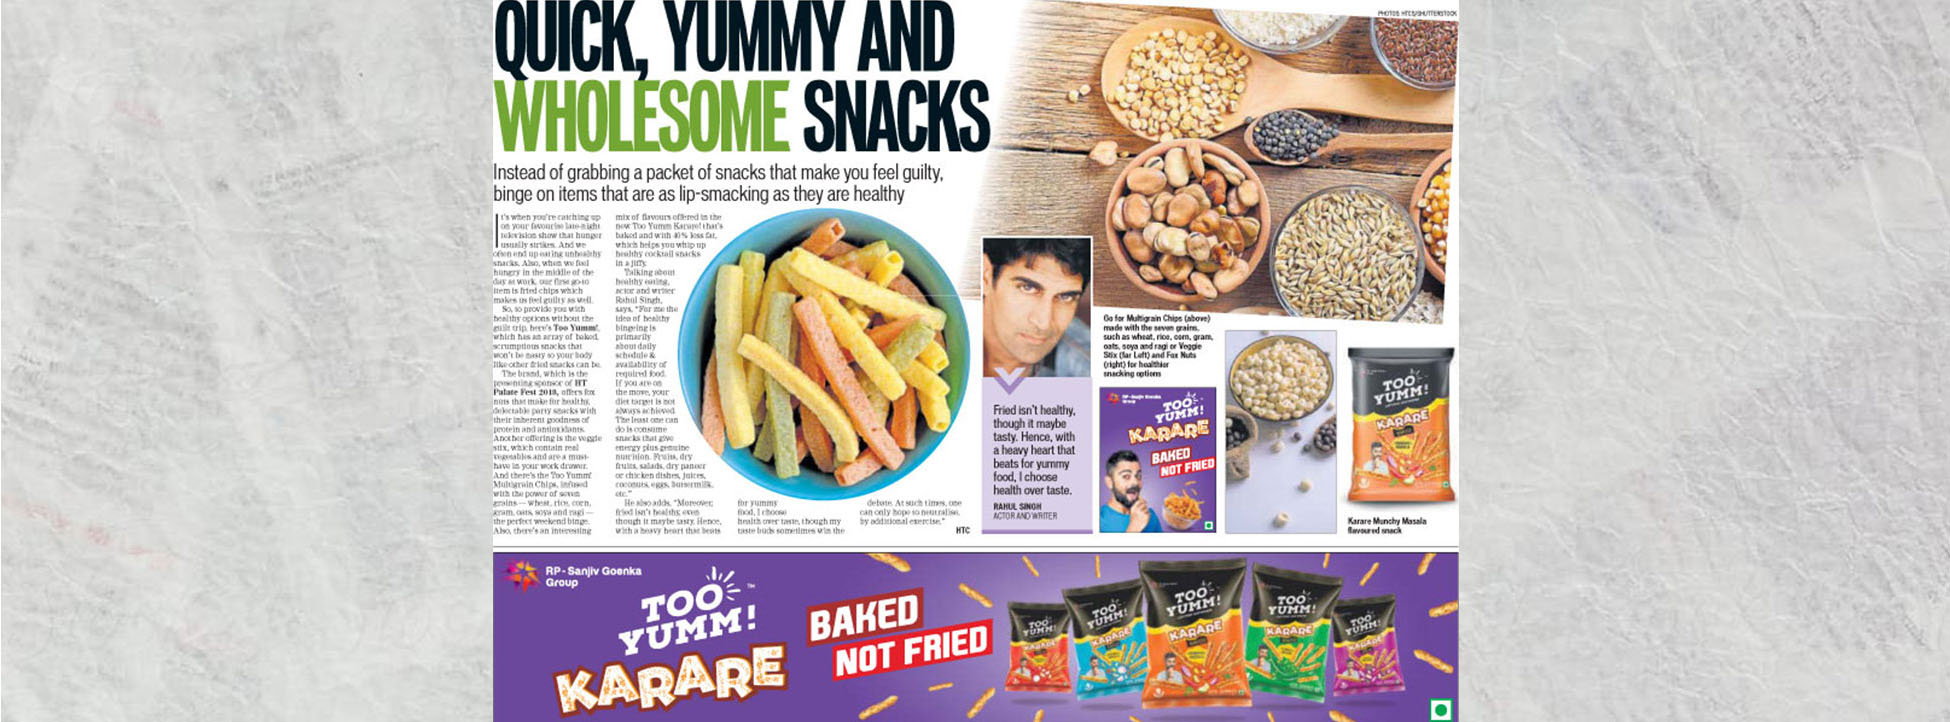 PHOTOS: HTCS/SHUTTERSTOCK
QUICK, YUMMY AND
WHOLESOME SNACKS
Instead of grabbing a packet of snacks that make you feel guilty,
binge on items that are as lip-smacking as they are healthy
It's when you're catching up
on your favourite late-night
television show that hunger
usually strikes. And we
often end up eating unhealthy
snacks. Also, when we feel
hungry in the middle of the
day at work, our first go-to
item is fried chips which
makes us feel guilty as well.
So, to provide you with
healthy options without the
guilt trip, here's Too Yumm!,
which has an array of baked,
scrumptious snacks that
won't be nasty to your body
like other fried snacks can be.
The brand, which is the
presenting sponsor of HT
Palate Fest 2018, offers fox
nuts that make for healthy,
delectable party snacks with
their inherent goodness of
protein and antioxidants.
Another offering is the veggie
stix, which contain real
vegetables and are a must-
have in your work drawer.
And there's the Too Yumm!
Multigrain Chips, infused
with the power of seven
grains — wheat, rice, corn,
gram, oats, soya and ragi —
the perfect weekend binge.
Also, there's an interesting
mix of flavours offered in the
new Too Yumm Karare! that's
baked and with 40% less fat,
which helps you whip up
healthy cocktail snacks
in a jiffy.
Talking about
healthy eating,
actor and writer
Rahul Singh,
says, "For me the
idea of healthy
bingeing is
primarily
about daily
schedule &
availability of
required food.
If you are on
the move, your
diet target is not
always achieved.
The least one can
do is consume
snacks that give
energy plus genuine
nutrition. Fruits, dry
fruits, salads, dry paneer
or chicken dishes, juices,
coconuts, eggs, buttermilk,
etc."
He also adds, "Moreover,
fried isn't healthy, even
though it maybe tasty. Hence,
with a heavy heart that beats
for yummy
food, I choose
health over taste, though my
taste buds sometimes win the
debate. At such times, one
can only hope to neutralise,
by additional exercise."
HTC
Fried isn't healthy,
though it maybe
tasty. Hence, with
a heavy heart that
beats for yummy
food, I choose
health over taste.
RAHUL SINGH
ACTOR AND WRITER
Go for Multigrain Chips (above)
made with the seven grains,
such as wheat, rice, corn, gram,
oats, soya and ragi or Veggie
Stix (far Left) and Fox Nuts
(right) for healthier
snacking options
RP-Sanjiv Goenka
Group
TOO
YUMM!
KARARE
BAKED
NOT FRIED
TOO
YUMM!
KARARE
Karare Munchy Masala
flavoured snack
RP-Sanjiv Goenka
Group
TOO
YUMM!
TM
KARARE
BAKED
NOT FRIED
TOO
YUMM!
KARARE
TOO
YUMM!
KARARE
TOO
YUMM!
KARARE
TOO
YUMM!
KARARE
TOO
YUMM!
KARARE